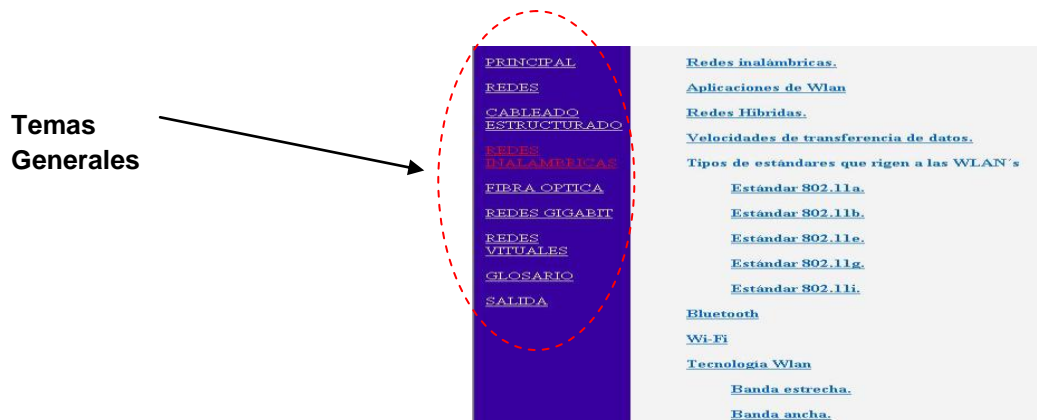 Temas
Generales
PRINCIPAL
REDES
CABLEADO
ESTRUCTURADO
REDES
INALAMBRICAS
FIBRA OPTICA
REDES GIGABIT
REDES
VITUALES
GLOSARIO
SALIDA
Redes inalámbricas.
Aplicaciones de Wlan
Redes Hibridas.
Velocidades de transferencia de datos.
Tipos de estándares que rigen a las WLAN´s
Estándar 802.11a.
Estándar 802.11b.
Estándar 802.11e.
Estándar 802.11g.
Estándar 802.11i.
Bluetooth
Wi-Fi
Tecnología Wlan
Banda estrecha.
Banda ancha.